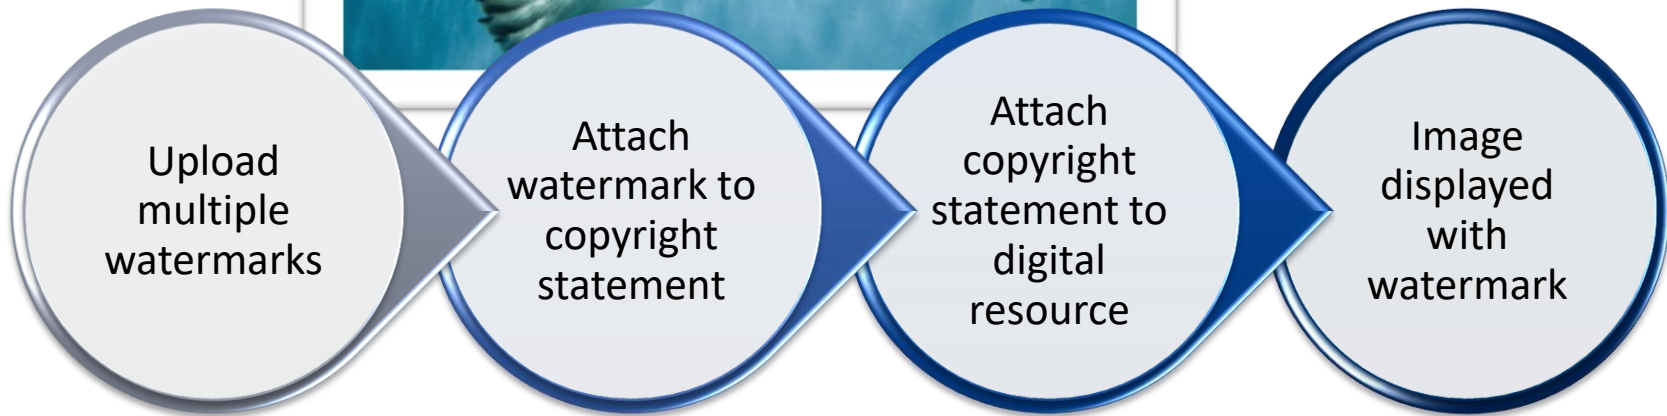 Upload
multiple
watermarks
Attach
watermark to
copyright
statement
Attach
copyright
statement to
digital
resource
Image
displayed
with
watermark